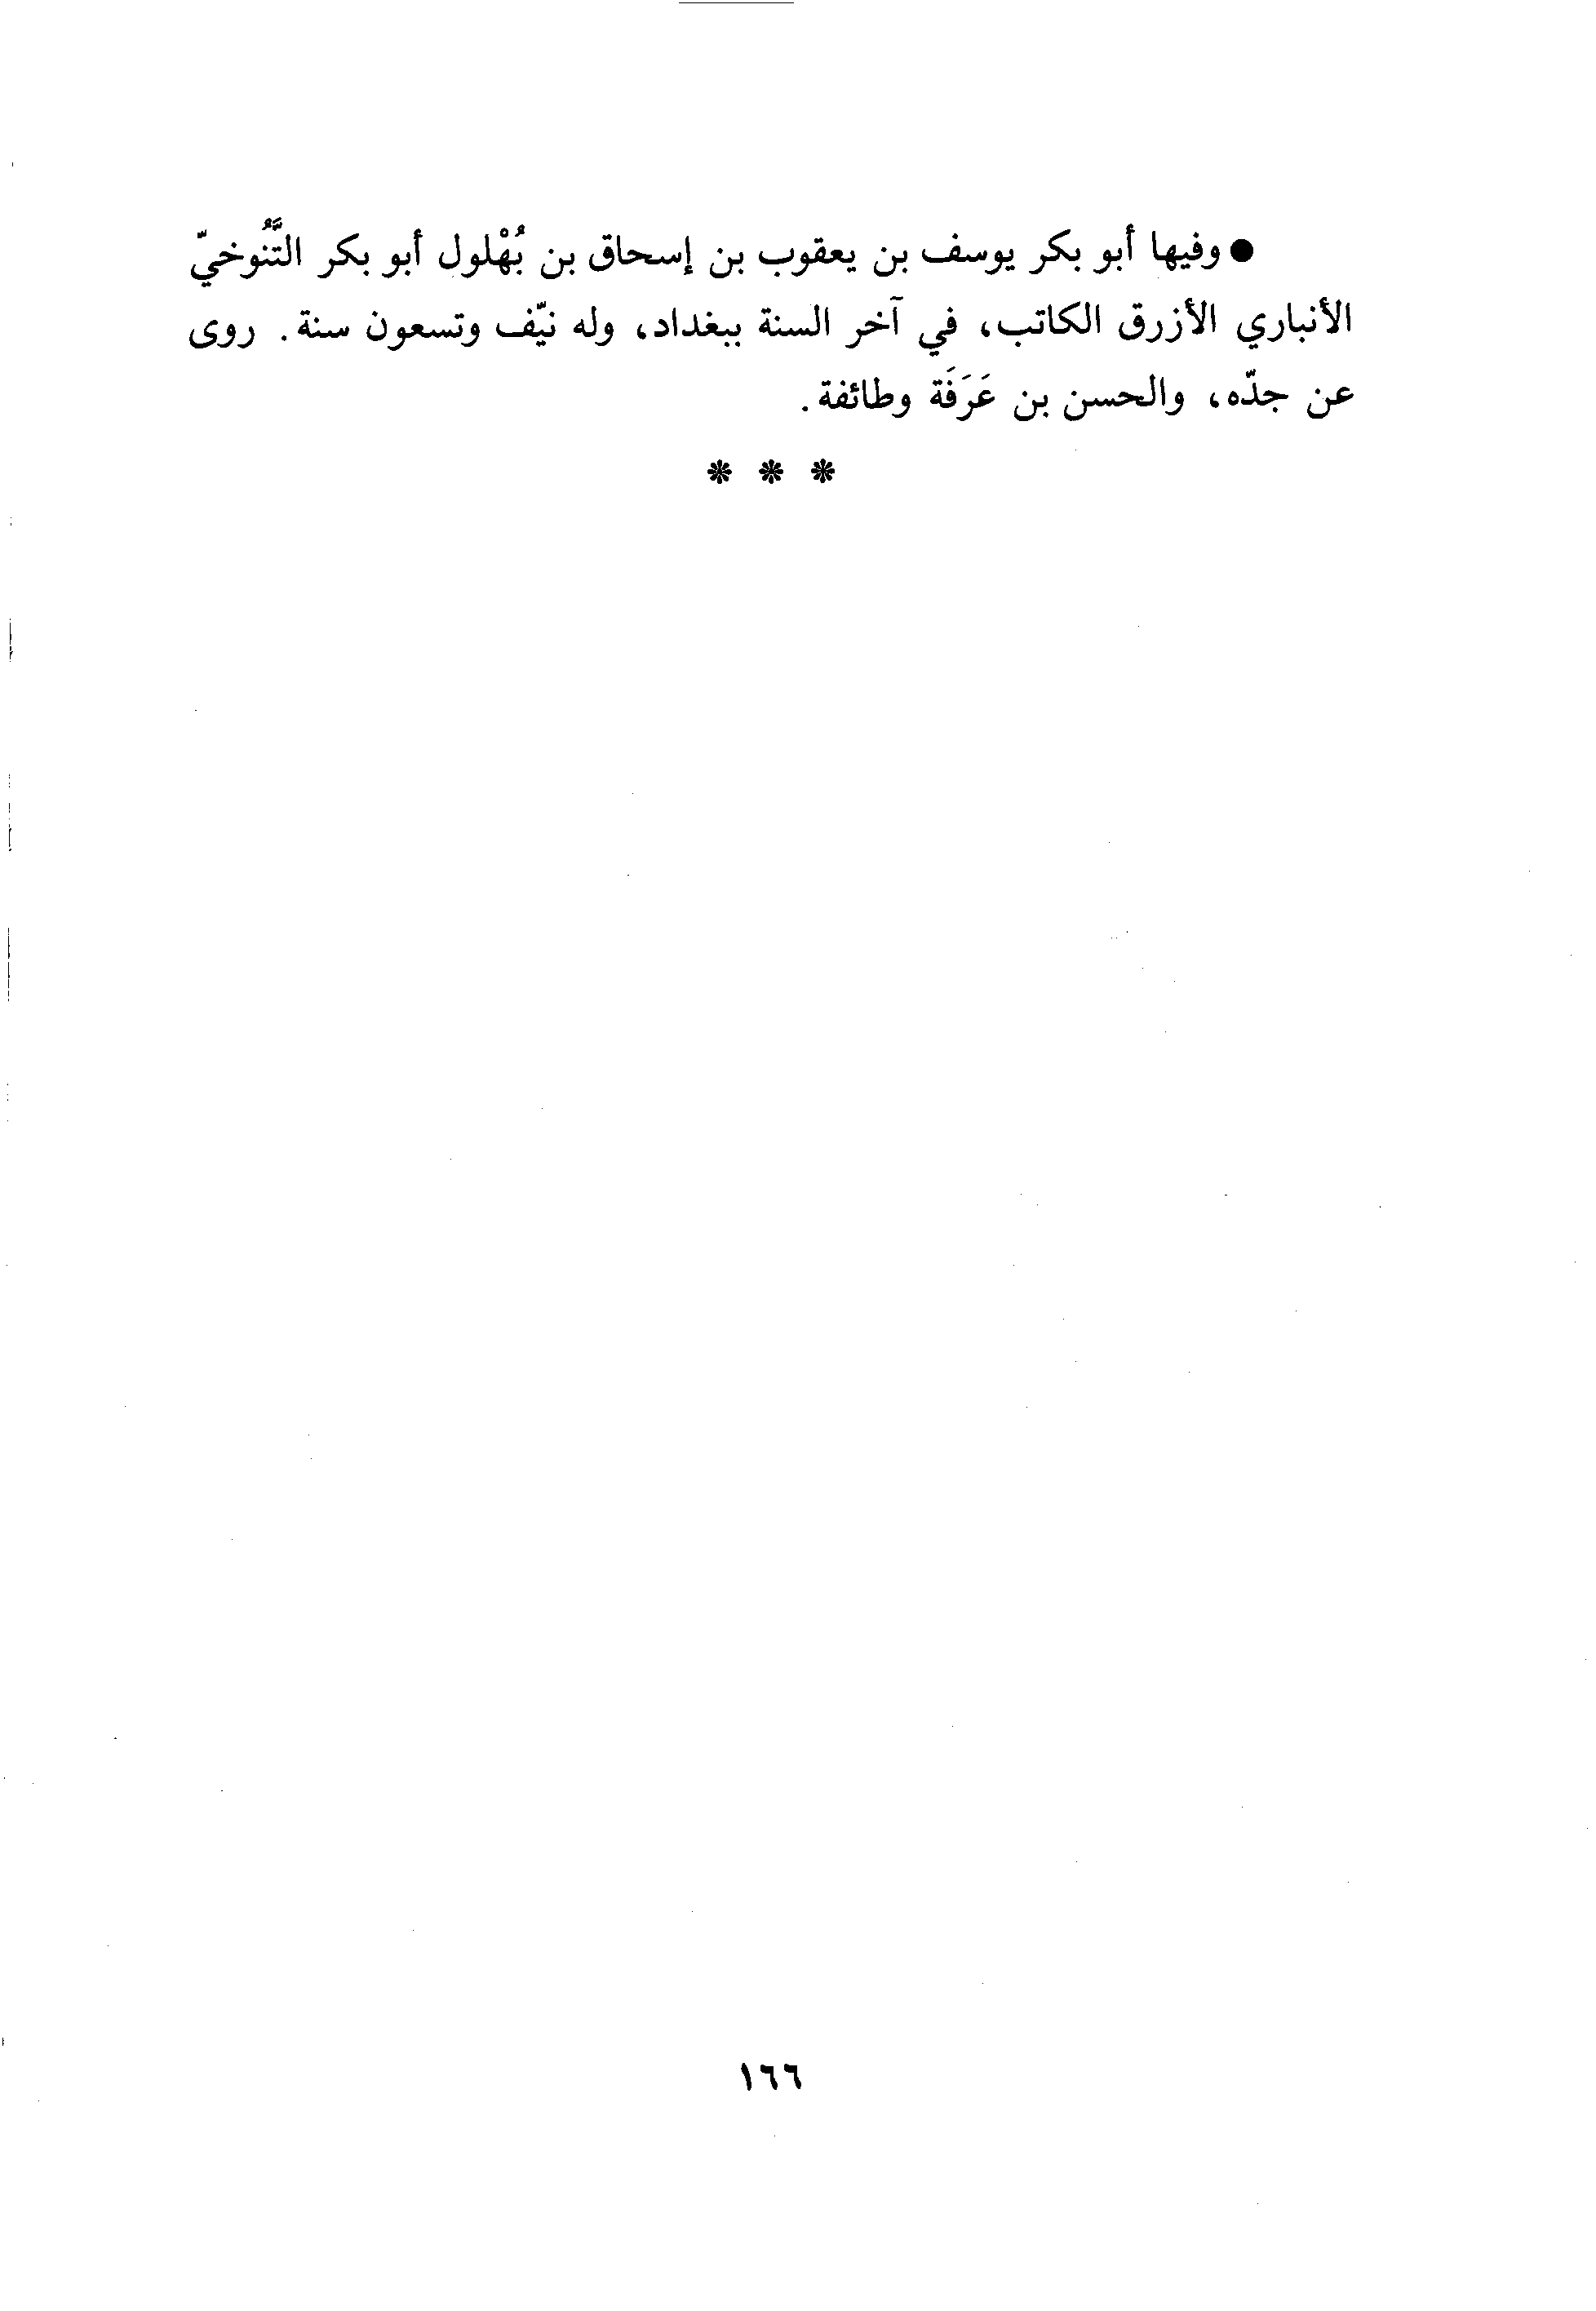 ● وفيها أبو بكر يوسف بن يعقوب بن إسحاق بن بُهْلول أبو بكر التَّنُوخيّ
الأنباري الأزرق الكاتب، في آخر السنة ببغداد، وله نيّف وتسعون سنة. روى
عن جدّه، والحسن بن عَرَفَة وطائفة.
* * *
١٦٦